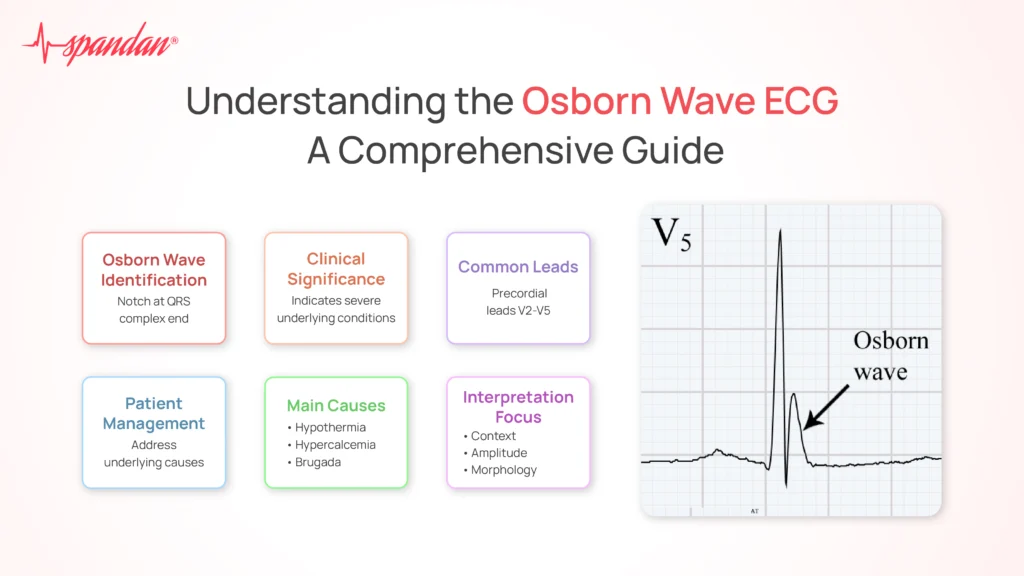 spandan®
Understanding the Osborn Wave ECG
A Comprehensive Guide
Osborn Wave
Identification
Notch at QRS
complex end
Clinical
Significance
Indicates severe
underlying conditions
Common Leads
Precordial
leads V2-V5
Patient
Management
Address
underlying causes
Main Causes
• Hypothermia
• Hypercalcemia
• Brugada
Interpretation
Focus
• Context
• Amplitude
• Morphology
V5
Osborn
wave
AT